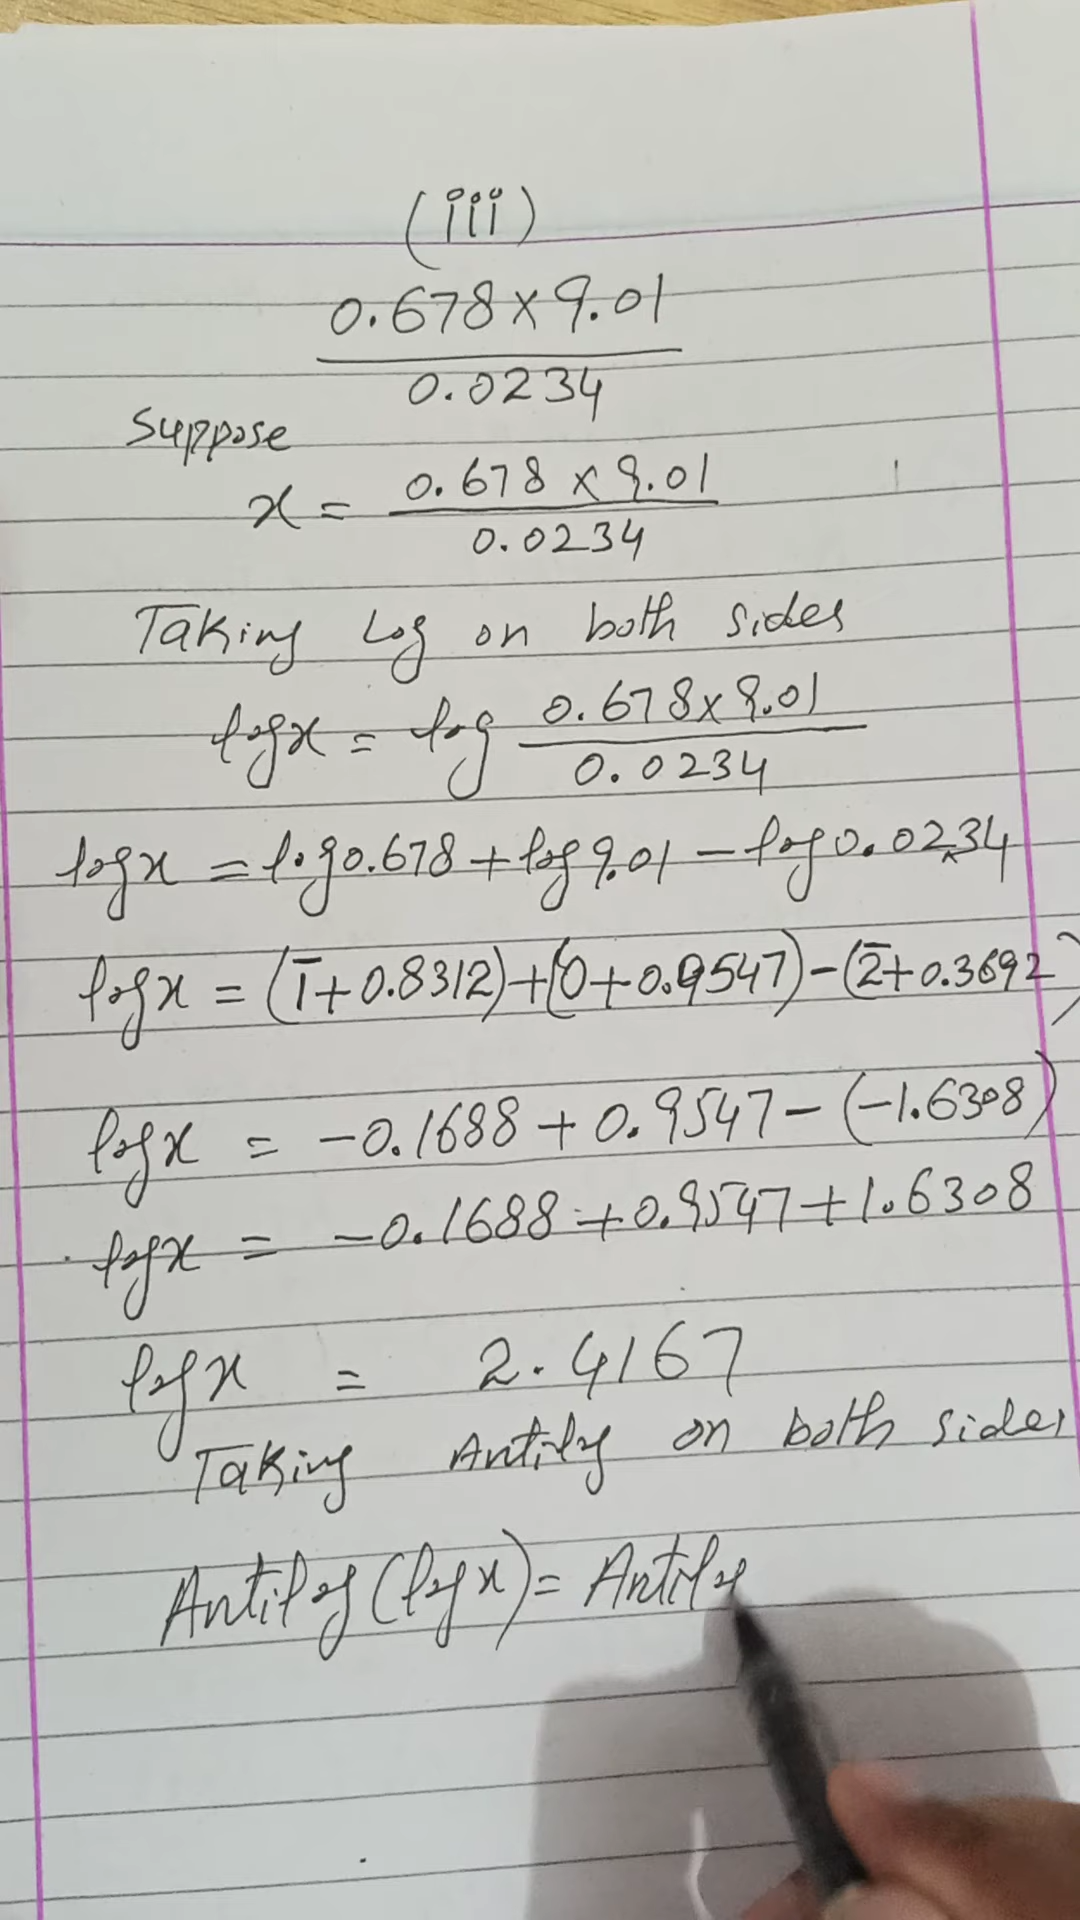 (iii)
0.678 x 9.01
0.0234
Suppose
x = 0.678 x 9.01
0.0234
Taking Log on both sides
log x = log 0.678 x 9.01
0.0234
log x = log 0.678 + log 9.01 - log 0.0234
log x = (1̄ + 0.8312) + (0 + 0.9547) - (2̄ + 0.3692)
log x = -0.1688 + 0.9547 - (-1.6308)
log x = -0.1688 + 0.9547 + 1.6308
log x = 2.4167
Taking Antilog on both sides
Antilog (log x) = Antilog